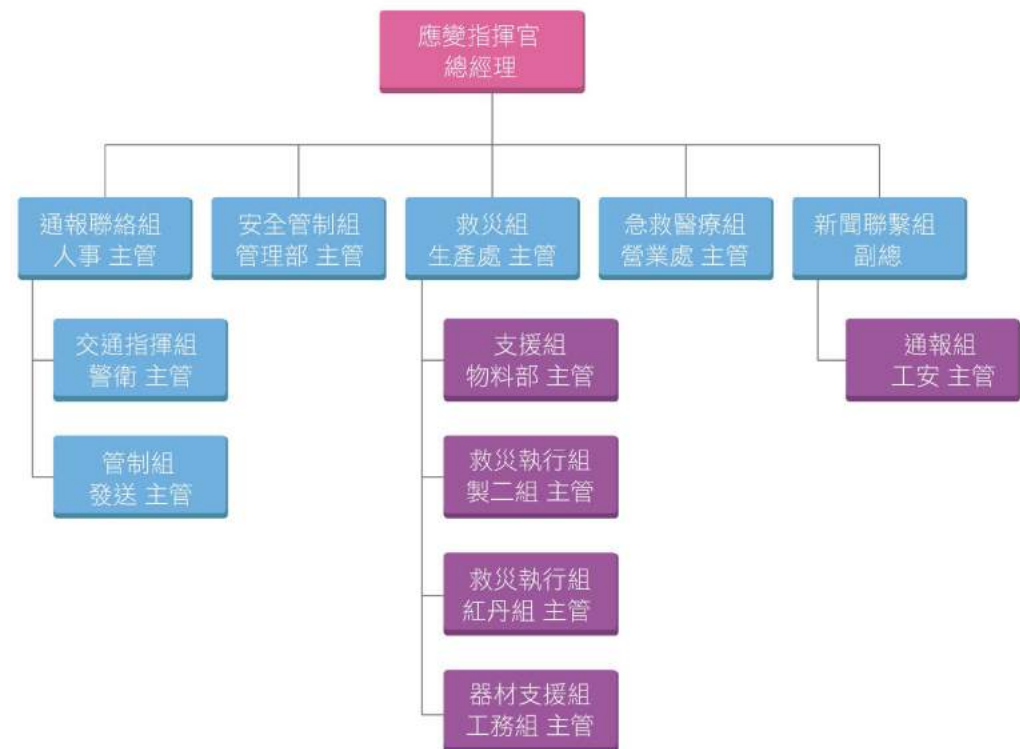 應變指揮官
總經理
通報聯絡組
人事 主管
安全管制組
管理部 主管
救災組
生產處 主管
急救醫療組
營業處 主管
新聞聯繫組
副總
交通指揮組
警衛 主管
管制組
發送 主管
支援組
物料部 主管
救災執行組
製二組 主管
救災執行組
紅丹組 主管
器材支援組
工務組 主管
通報組
工安 主管